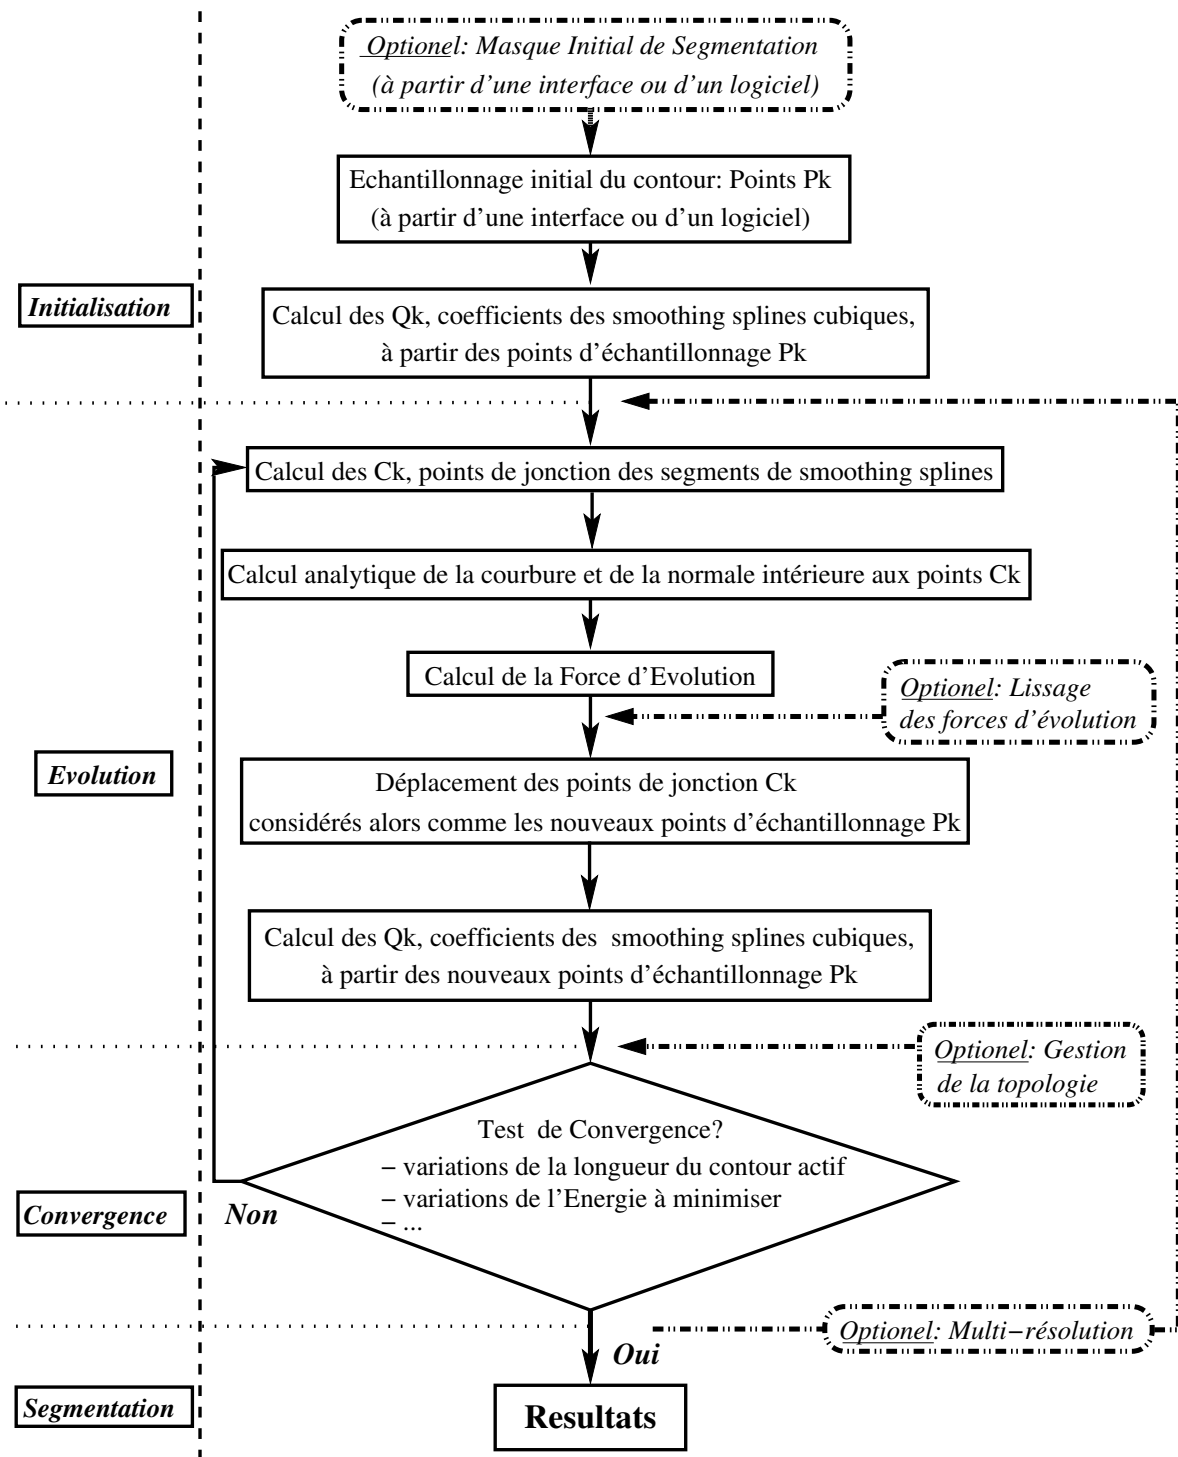 Optionel: Masque Initial de Segmentation
(à partir d'une interface ou d'un logiciel)
Echantillonnage initial du contour: Points Pk
(à partir d'une interface ou d'un logiciel)
Initialisation
Calcul des Qk, coefficients des smoothing splines cubiques,
à partir des points d'échantillonnage Pk
Calcul des Ck, points de jonction des segments de smoothing splines
Calcul analytique de la courbure et de la normale intérieure aux points Ck
Calcul de la Force d'Evolution
Optionel: Lissage
des forces d'évolution
Evolution
Déplacement des points de jonction Ck
considérés alors comme les nouveaux points d'échantillonnage Pk
Calcul des Qk, coefficients des smoothing splines cubiques,
à partir des nouveaux points d'échantillonnage Pk
Optionel: Gestion
de la topologie
Test de Convergence?
− variations de la longueur du contour actif
− variations de l'Energie à minimiser
− ...
Convergence
Non
Optionel: Multi−résolution
Oui
Segmentation
Resultats